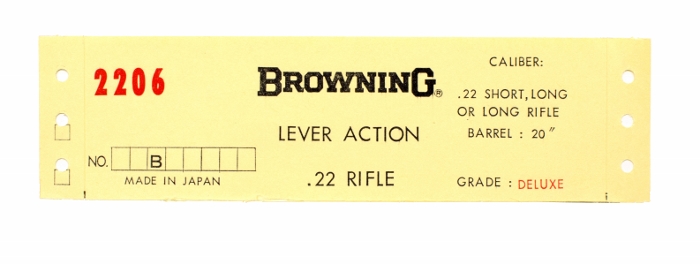 2206
BROWNING®
LEVER ACTION
.22 RIFLE
NO. B
MADE IN JAPAN
CALIBER:
.22 SHORT, LONG
OR LONG RIFLE
BARREL : 20"
GRADE : DELUXE